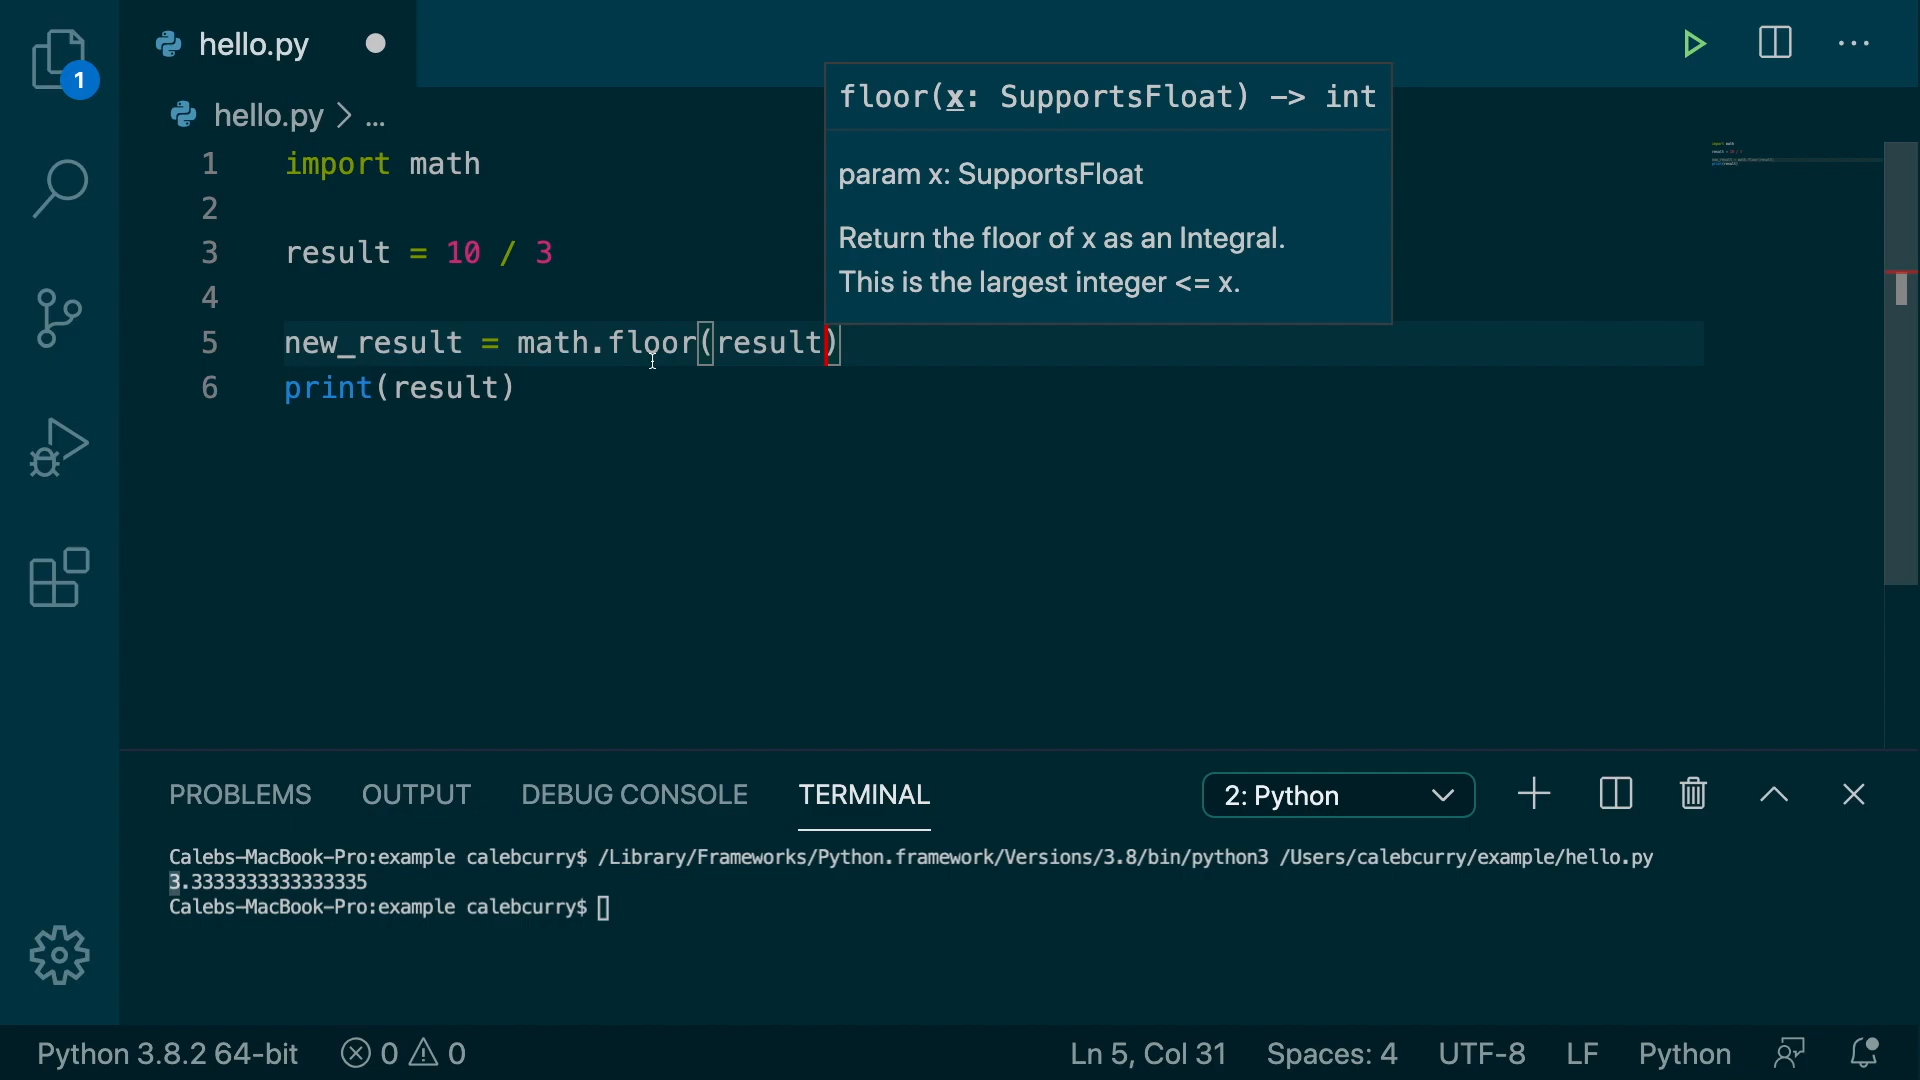 hello.py
1
hello.py > ...
floor(x: SupportsFloat) -> int
param x: SupportsFloat
Return the floor of x as an Integral.
This is the largest integer <= x.
1 import math
2
3 result = 10 / 3
4
5 new_result = math.floor(result)
6 print(result)
PROBLEMS OUTPUT DEBUG CONSOLE TERMINAL 2: Python
Calebs-MacBook-Pro:example calebcurry$ /Library/Frameworks/Python.framework/Versions/3.8/bin/python3 /Users/calebcurry/example/hello.py
3.3333333333333335
Calebs-MacBook-Pro:example calebcurry$
Python 3.8.2 64-bit 0 0 Ln 5, Col 31 Spaces: 4 UTF-8 LF Python